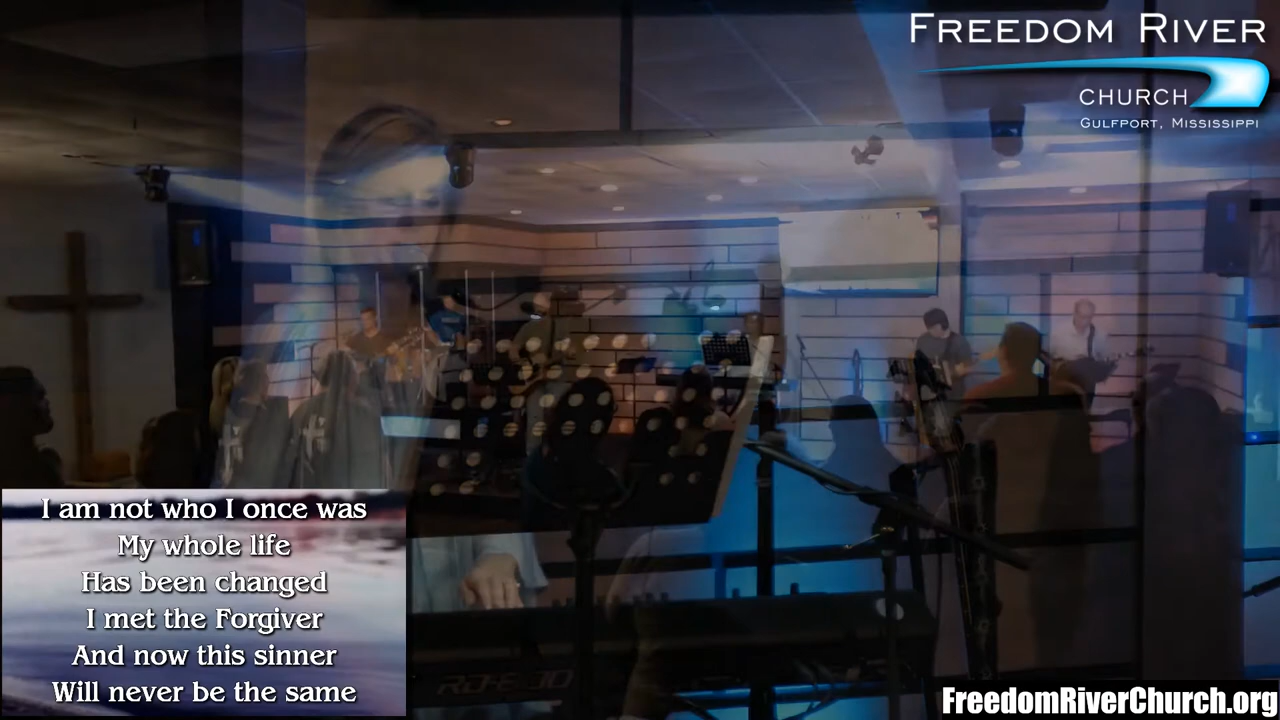 FREEDOM RIVER
CHURCH
GULFPORT, MISSISSIPPI
I am not who I once was
My whole life
Has been changed
I met the Forgiver
And now this sinner
Will never be the same
FreedomRiverChurch.org